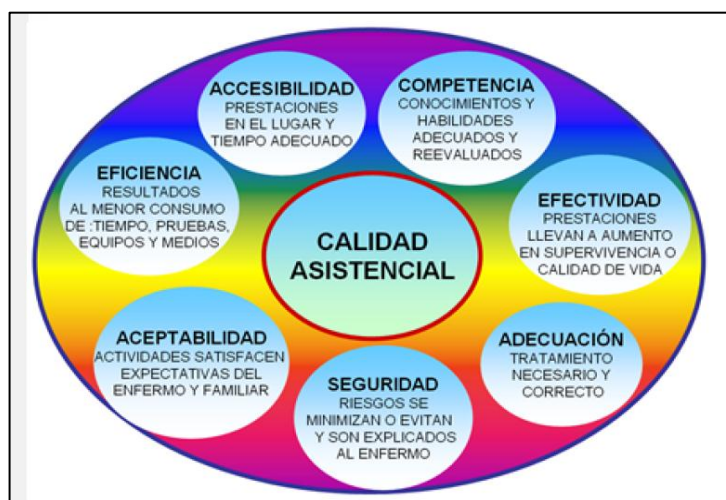 ACCESIBILIDAD
PRESTACIONES
EN EL LUGAR Y
TIEMPO ADECUADO
COMPETENCIA
CONOCIMIENTOS Y
HABILIDADES
ADECUADOS Y
REEVALUADOS
EFICIENCIA
RESULTADOS
AL MENOR CONSUMO
DE :TIEMPO, PRUEBAS,
EQUIPOS Y MEDIOS
CALIDAD
ASISTENCIAL
EFECTIVIDAD
PRESTACIONES
LLEVAN A AUMENTO
EN SUPERVIVENCIA O
CALIDAD DE VIDA
ACEPTABILIDAD
ACTIVIDADES SATISFACEN
EXPECTATIVAS DEL
ENFERMO Y FAMILIAR
SEGURIDAD
RIESGOS SE
MINIMIZAN O EVITAN
Y SON EXPLICADOS
AL ENFERMO
ADECUACIÓN
TRATAMIENTO
NECESARIO Y
CORRECTO